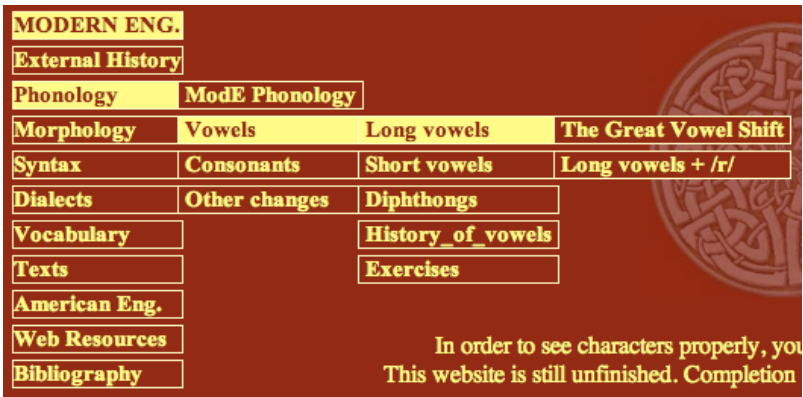 MODERN ENG.
External History
Phonology ModE Phonology
Morphology Vowels Long vowels The Great Vowel Shift
Syntax Consonants Short vowels Long vowels + /r/
Dialects Other changes Diphthongs
Vocabulary History_of_vowels
Texts Exercises
American Eng.
Web Resources In order to see characters properly, you
Bibliography This website is still unfinished. Completion